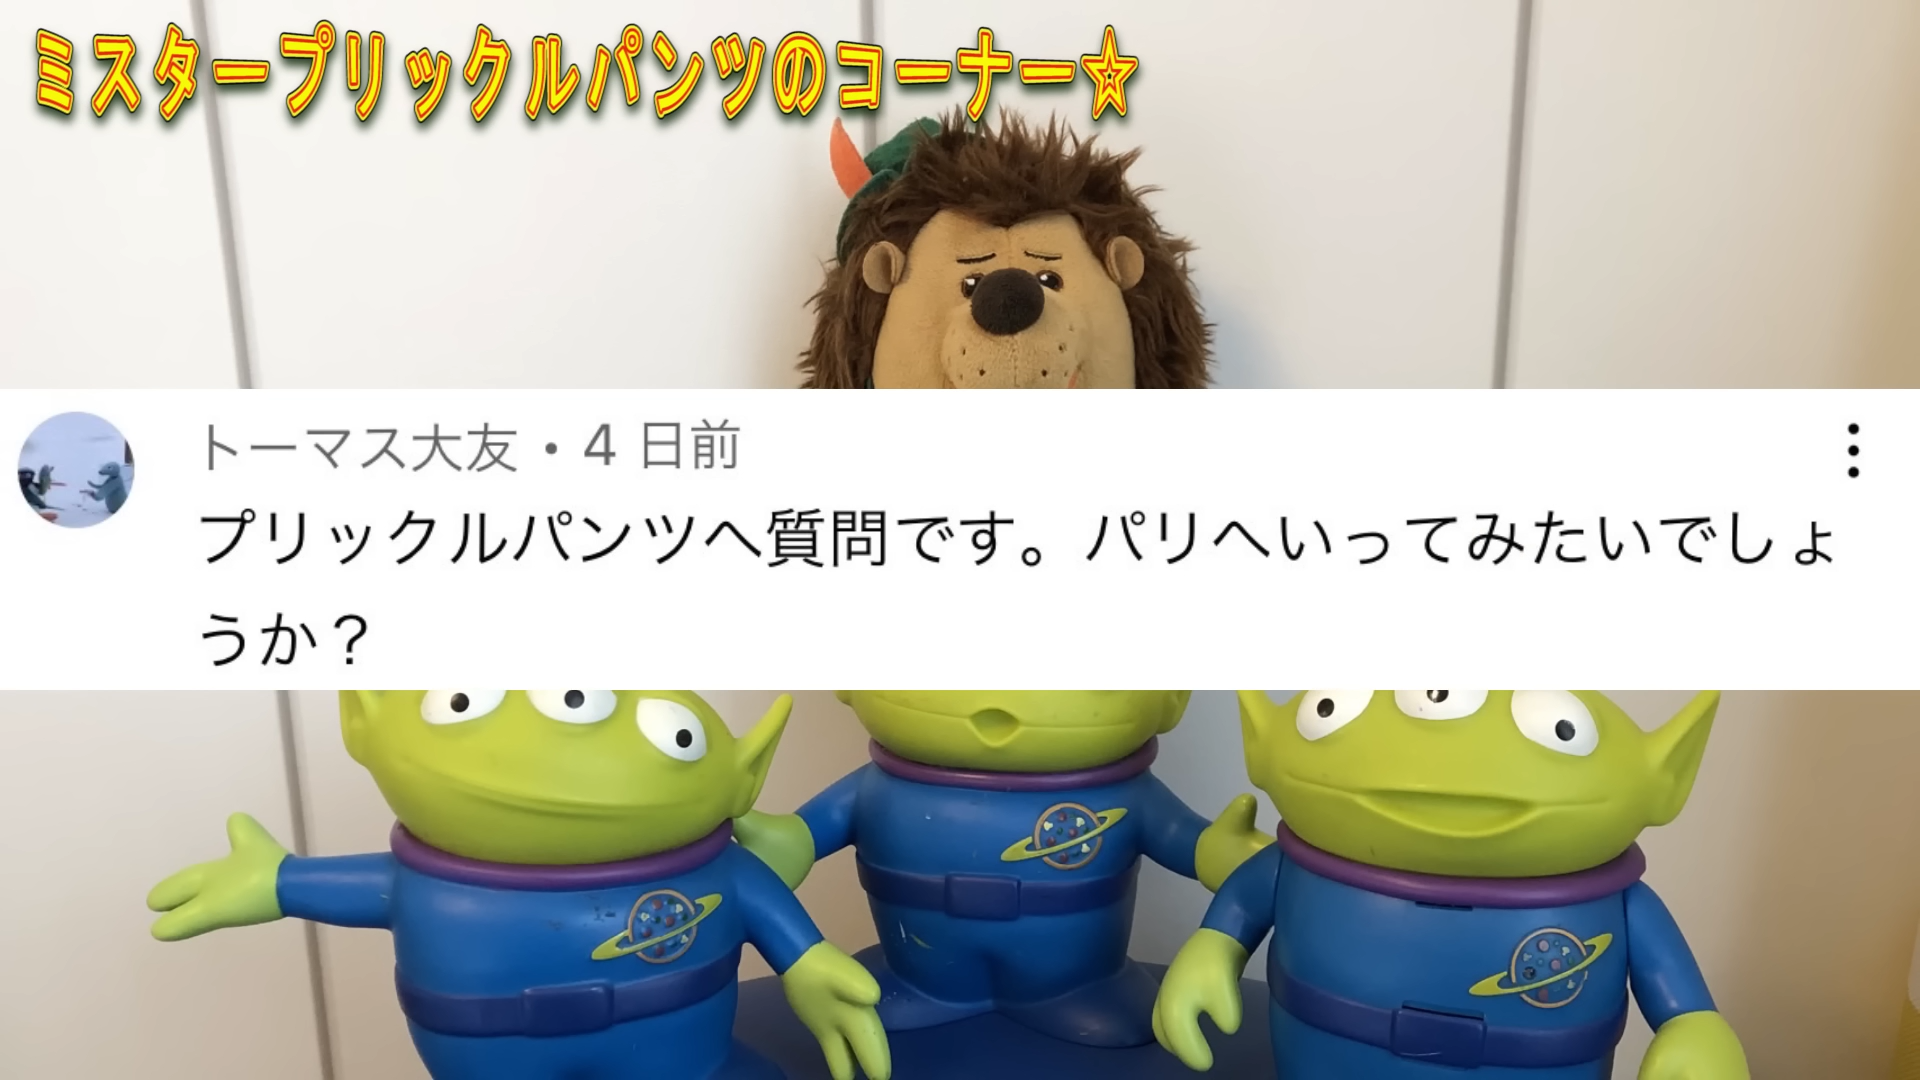 ミスタープリックルパンツのコーナー☆
トーマス大友・4 日前
プリックルパンツへ質問です。パリへいってみたいでしょ
うか？